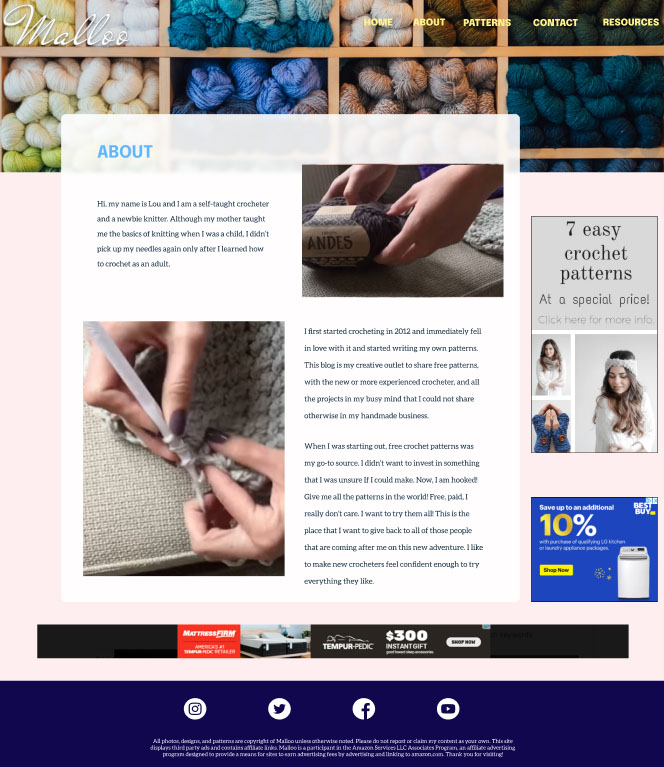 Malloo
HOME ABOUT PATTERNS CONTACT RESOURCES
ABOUT
Hi, my name is Lou and I am a self-taught crocheter
and a newbie knitter. Although my mother taught
me the basics of knitting when I was a child, I didn't
pick up my needles again only after I learned how
to crochet as an adult.
ANDES
I first started crocheting in 2012 and immediately fell
in love with it and started writing my own patterns.
This blog is my creative outlet to share free patterns,
with the new or more experienced crocheter, and all
the projects in my busy mind that I could not share
otherwise in my handmade business.
When I was starting out, free crochet patterns was
my go-to source. I didn't want to invest in something
that I was unsure If I could make. Now, I am hooked!
Give me all the patterns in the world! Free, paid, I
really don't care. I want to try them all! This is the
place that I want to give back to all of those people
that are coming after me on this new adventure. I like
to make new crocheters feel confident enough to try
everything they like.
7 easy
crochet
patterns
At a special price!
Click here for more info.
Save up to an additional
10%
with purchase of qualifying LG kitchen
or laundry appliance packages.
Shop Now
BEST
BUY
MATTRESS FIRM
AMERICA'S #1
TEMPUR-PEDIC RETAILER
TEMPUR-PEDIC
$300
INSTANT GIFT
good toward sleep accessories.
SHOP NOW
keywords
All photos, designs, and patterns are copyright of Malloo unless otherwise noted. Please do not repost or claim my content as your own. This site
displays third party ads and contains affiliate links. Malloo is a participant in the Amazon Services LLC Associates Program, an affiliate advertising
program designed to provide a means for sites to earn advertising fees by advertising and linking to amazon.com. Thank you for visiting!